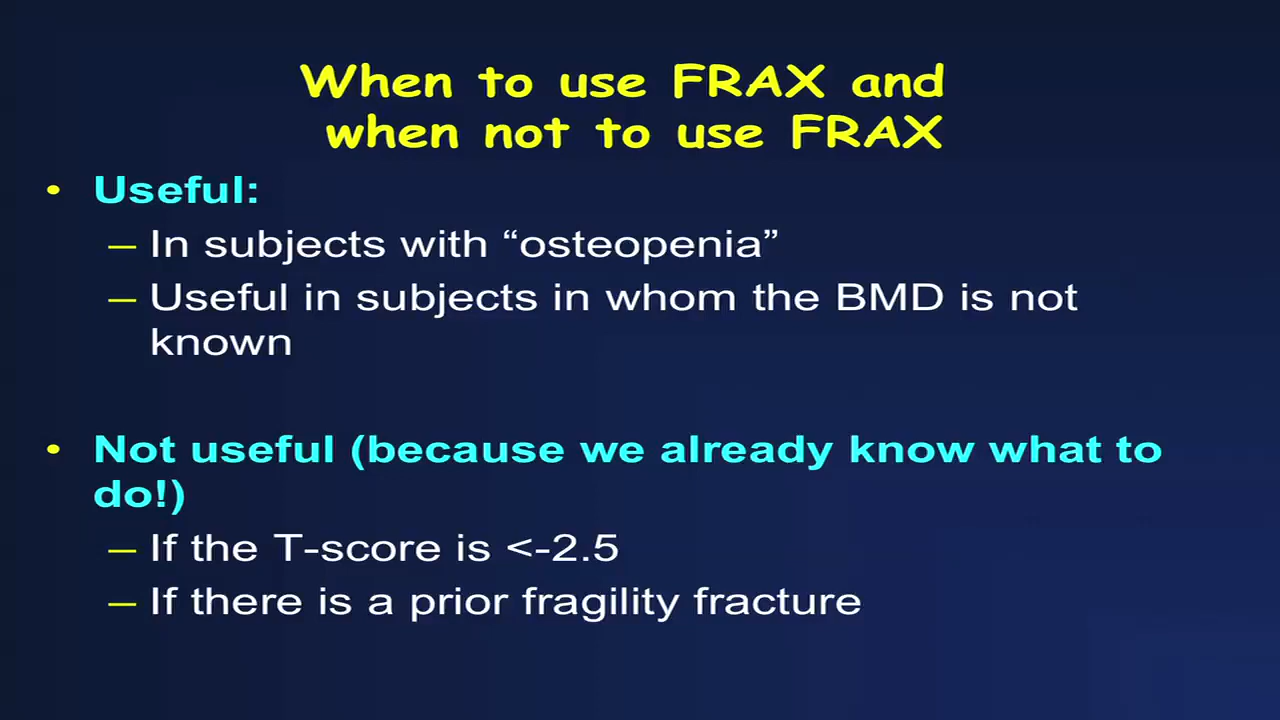 When to use FRAX and
when not to use FRAX
• Useful:
– In subjects with “osteopenia”
– Useful in subjects in whom the BMD is not
known
• Not useful (because we already know what to
do!)
– If the T-score is <-2.5
– If there is a prior fragility fracture